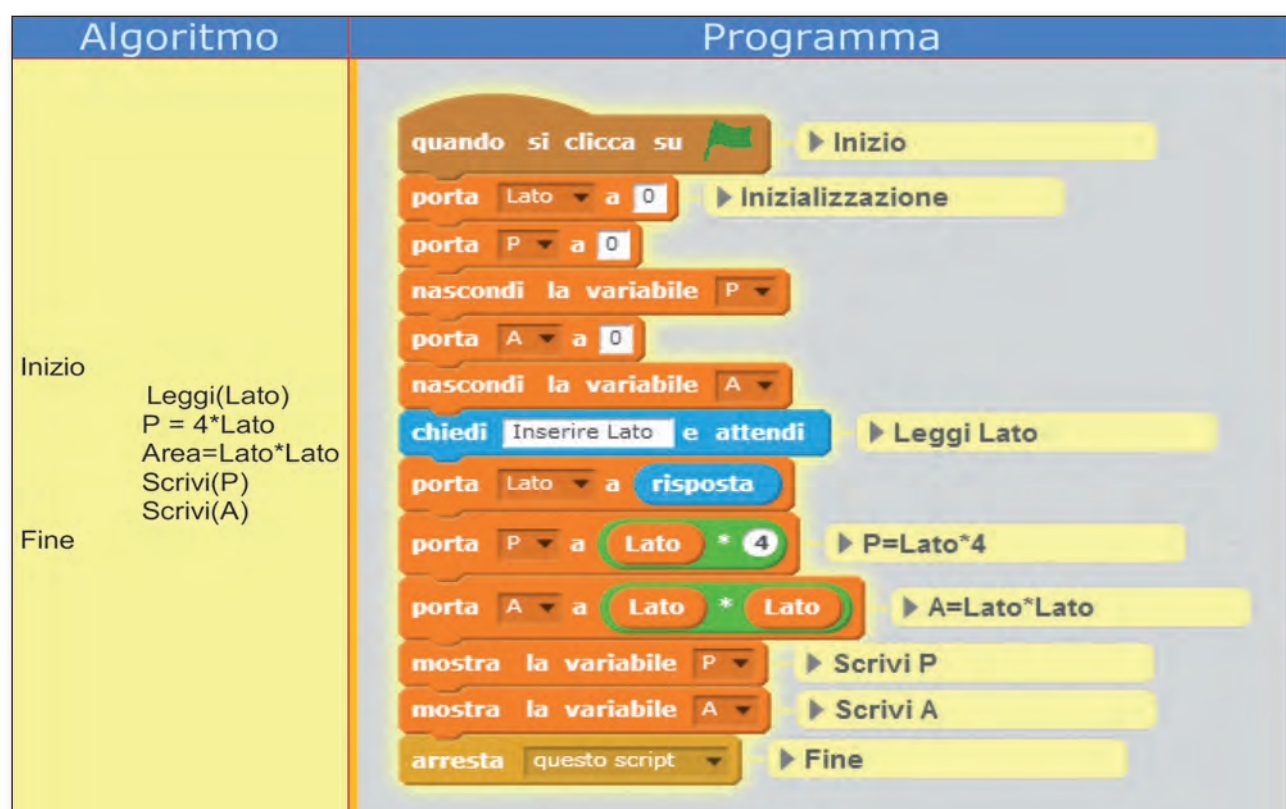 Algoritmo
Programma
Inizio
Leggi(Lato)
P = 4*Lato
Area=Lato*Lato
Scrivi(P)
Scrivi(A)
Fine
quando si clicca su
Inizio
porta Lato a 0
Inizializzazione
porta P a 0
nascondi la variabile P
porta A a 0
nascondi la variabile A
chiedi Inserire Lato e attendi
Leggi Lato
porta Lato a risposta
porta P a Lato * 4
P=Lato*4
porta A a Lato * Lato
A=Lato*Lato
mostra la variabile P
Scrivi P
mostra la variabile A
Scrivi A
arresta questo script
Fine